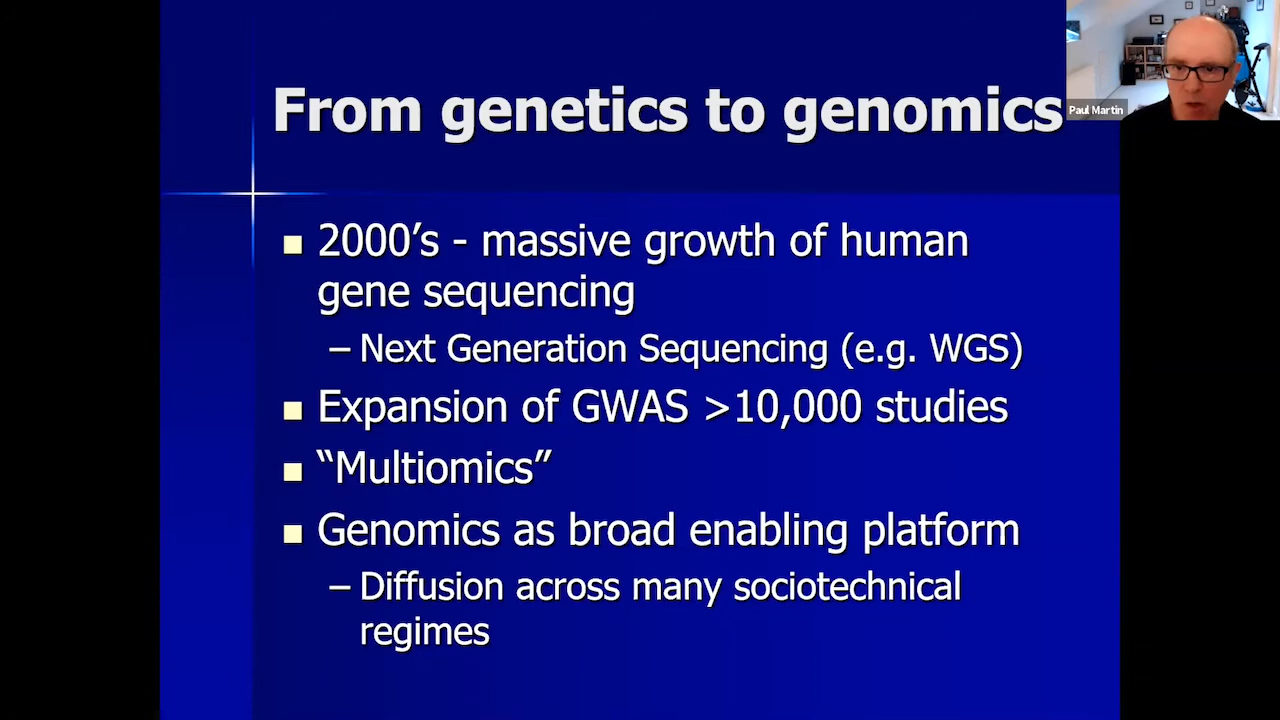 From genetics to genomics
Paul Martin
■ 2000’s - massive growth of human
gene sequencing
– Next Generation Sequencing (e.g. WGS)
■ Expansion of GWAS >10,000 studies
■ “Multiomics”
■ Genomics as broad enabling platform
– Diffusion across many sociotechnical
regimes